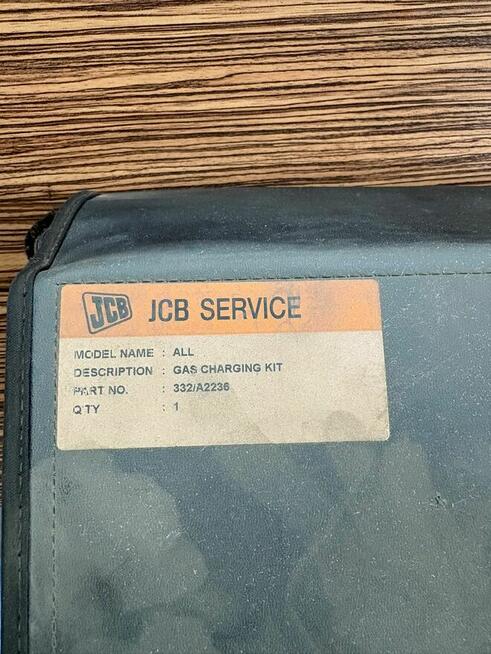 JCB JCB SERVICE
MODEL NAME : ALL
DESCRIPTION : GAS CHARGING KIT
PART NO. : 332/A2236
QTY : 1